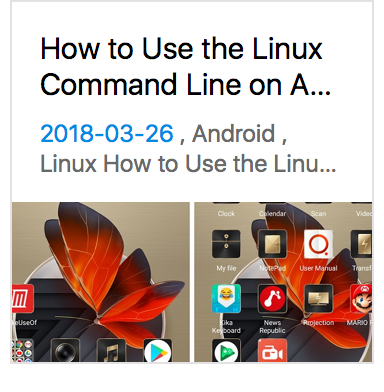 How to Use the Linux
Command Line on A...
2018-03-26 , Android ,
Linux How to Use the Linu...
Clock Calendar Scan Video
My file NotePad User Manual Transf
Kika Keyboard News Republic Projection MARIO
keUseOf